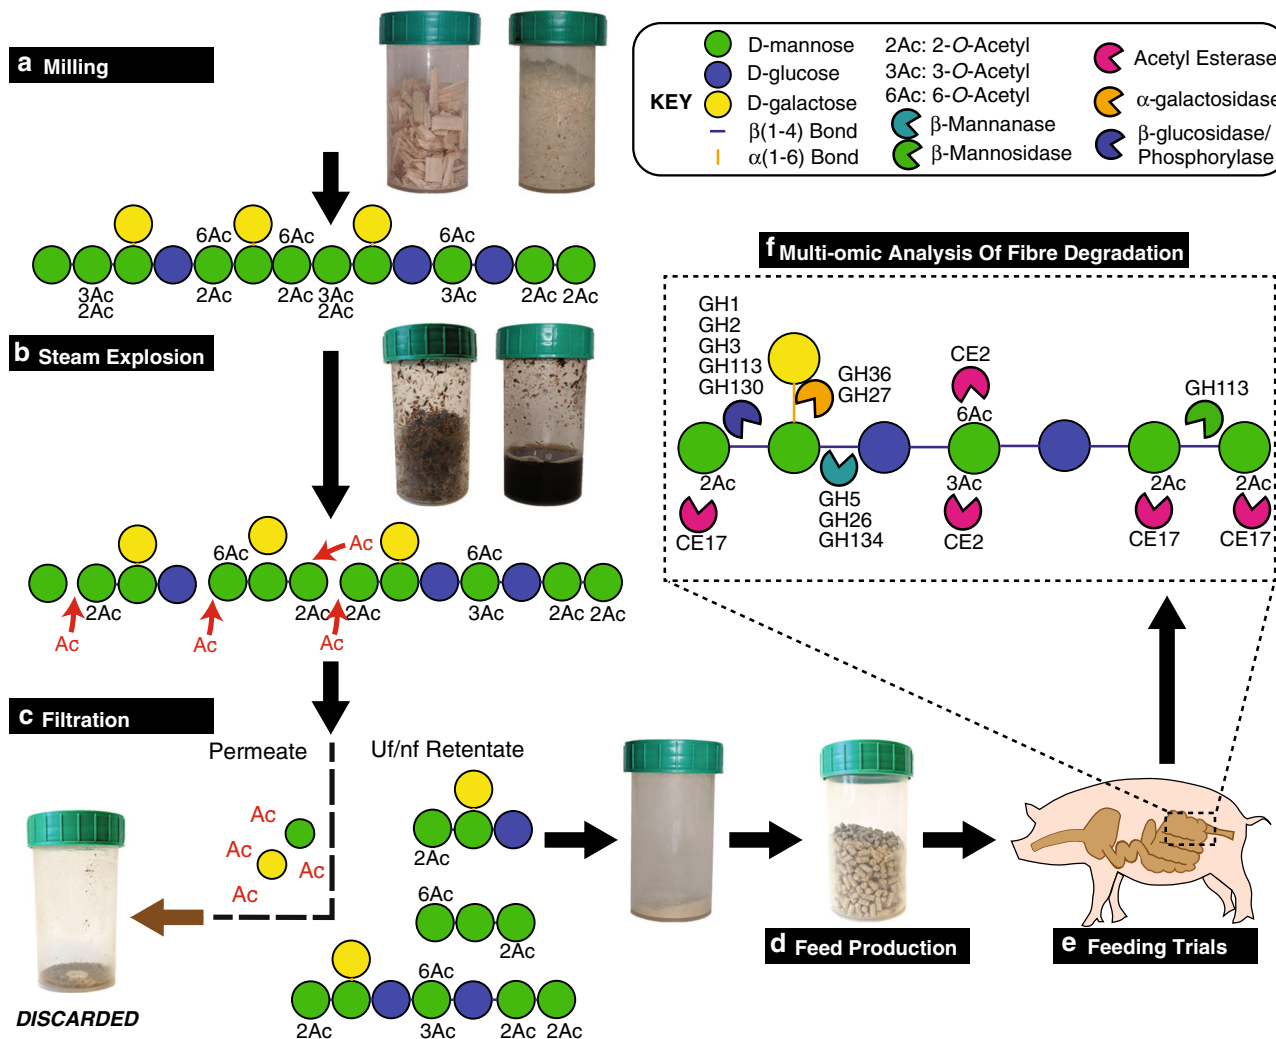 a Milling
KEY
D-mannose
D-glucose
D-galactose
β(1-4) Bond
α(1-6) Bond
2Ac: 2-O-Acetyl
3Ac: 3-O-Acetyl
6Ac: 6-O-Acetyl
β-Mannanase
β-Mannosidase
Acetyl Esterase
α-galactosidase
β-glucosidase/
Phosphorylase
6Ac 6Ac 6Ac
3Ac 2Ac 2Ac 3Ac 3Ac 2Ac 2Ac
2Ac 2Ac
b Steam Explosion
6Ac Ac 6Ac
2Ac 2Ac 2Ac 3Ac 2Ac 2Ac
Ac Ac Ac
c Filtration
Permeate
Uf/nf Retentate
Ac
Ac
Ac
Ac
DISCARDED
2Ac
6Ac
2Ac
6Ac
2Ac 3Ac 2Ac 2Ac
d Feed Production
e Feeding Trials
f Multi-omic Analysis Of Fibre Degradation
GH1
GH2
GH3
GH113
GH130
GH36
GH27
CE2
6Ac
GH113
2Ac 3Ac 2Ac 2Ac
GH5
GH26
GH134
CE17 CE2 CE17 CE17